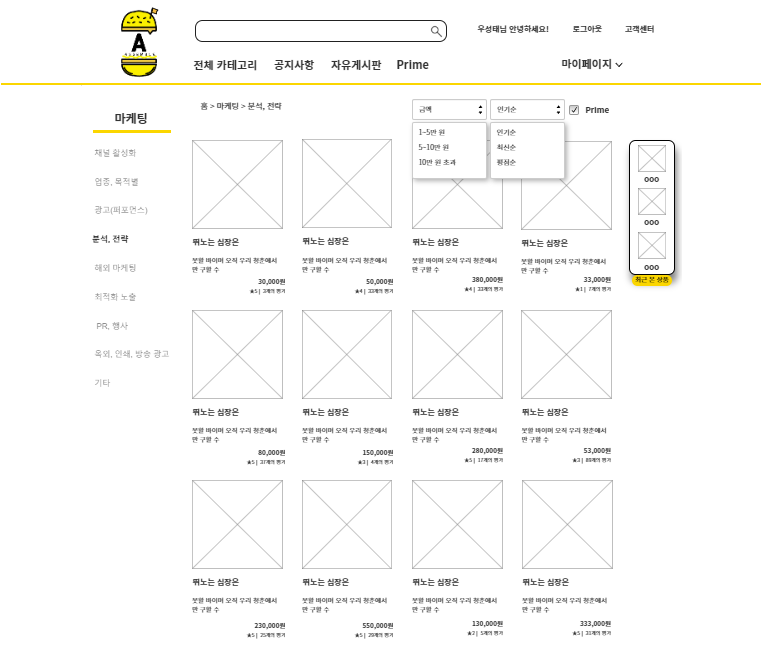 우성태님 안녕하세요!
로그아웃
고객센터
A
전체 카테고리
공지사항
자유게시판
Prime
마이페이지
마케팅
홈 > 마케팅 > 분석, 전략
금액
인기순
Prime
1~5만 원
5~10만 원
10만 원 초과
인기순
최신순
평점순
채널 활성화
업종, 목적별
광고(퍼포먼스)
분석, 전략
해외 마케팅
최적화 노출
PR, 행사
옥외, 인쇄, 방송 광고
기타
뛰노는 심장은
못할 바이며 오직 우리 청춘에서
만 구할 수
30,000원
★5 | 3개의 평가
뛰노는 심장은
못할 바이며 오직 우리 청춘에서
만 구할 수
50,000원
★4 | 33개의 평가
뛰노는 심장은
못할 바이며 오직 우리 청춘에서
만 구할 수
380,000원
★4 | 33개의 평가
뛰노는 심장은
못할 바이며 오직 우리 청춘에서
만 구할 수
33,000원
★1 | 7개의 평가
ooo
ooo
ooo
최근 본 상품
뛰노는 심장은
못할 바이며 오직 우리 청춘에서
만 구할 수
80,000원
★5 | 37개의 평가
뛰노는 심장은
못할 바이며 오직 우리 청춘에서
만 구할 수
150,000원
★3 | 4개의 평가
뛰노는 심장은
못할 바이며 오직 우리 청춘에서
만 구할 수
280,000원
★5 | 17개의 평가
뛰노는 심장은
못할 바이며 오직 우리 청춘에서
만 구할 수
53,000원
★3 | 88개의 평가
뛰노는 심장은
못할 바이며 오직 우리 청춘에서
만 구할 수
230,000원
★5 | 25개의 평가
뛰노는 심장은
못할 바이며 오직 우리 청춘에서
만 구할 수
550,000원
★5 | 29개의 평가
뛰노는 심장은
못할 바이며 오직 우리 청춘에서
만 구할 수
130,000원
★2 | 5개의 평가
뛰노는 심장은
못할 바이며 오직 우리 청춘에서
만 구할 수
333,000원
★5 | 31개의 평가